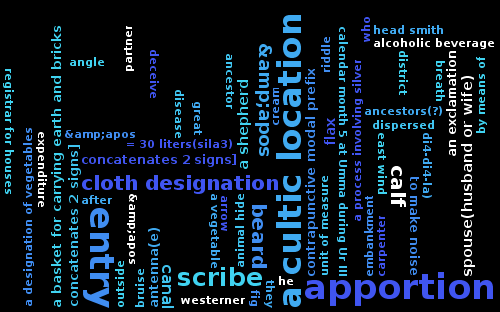 registrar for houses
a designation of vegetables
expenditure
a basket for carrying earth and bricks
concatenates 2 signs]
angle
partner
deceive
&amp;apos
= 30 liters(sila3)
concatenates 2 signs]
cloth designation
after
entry
outside
&amp;aposr
bruise
antenna(e)
canal
scribe
westerner
disease
great
ancestor
a shepherd
a vegetable
arrow
animal hide
beard
fig
they
he
&amp;apos
cream
a cultic location
contrapunctive modal prefix
unit of measure
riddle
flax
calendar month 5 at Umma during Ur III
a process involving silver
who
head smith
alcoholic beverage
district
breath
an exclamation
by means of
ancestors(?)
dispersed
east wind
embankment
carpenter
calf
to make noise
di4-di4-la)
spouse(husband or wife)
apportion